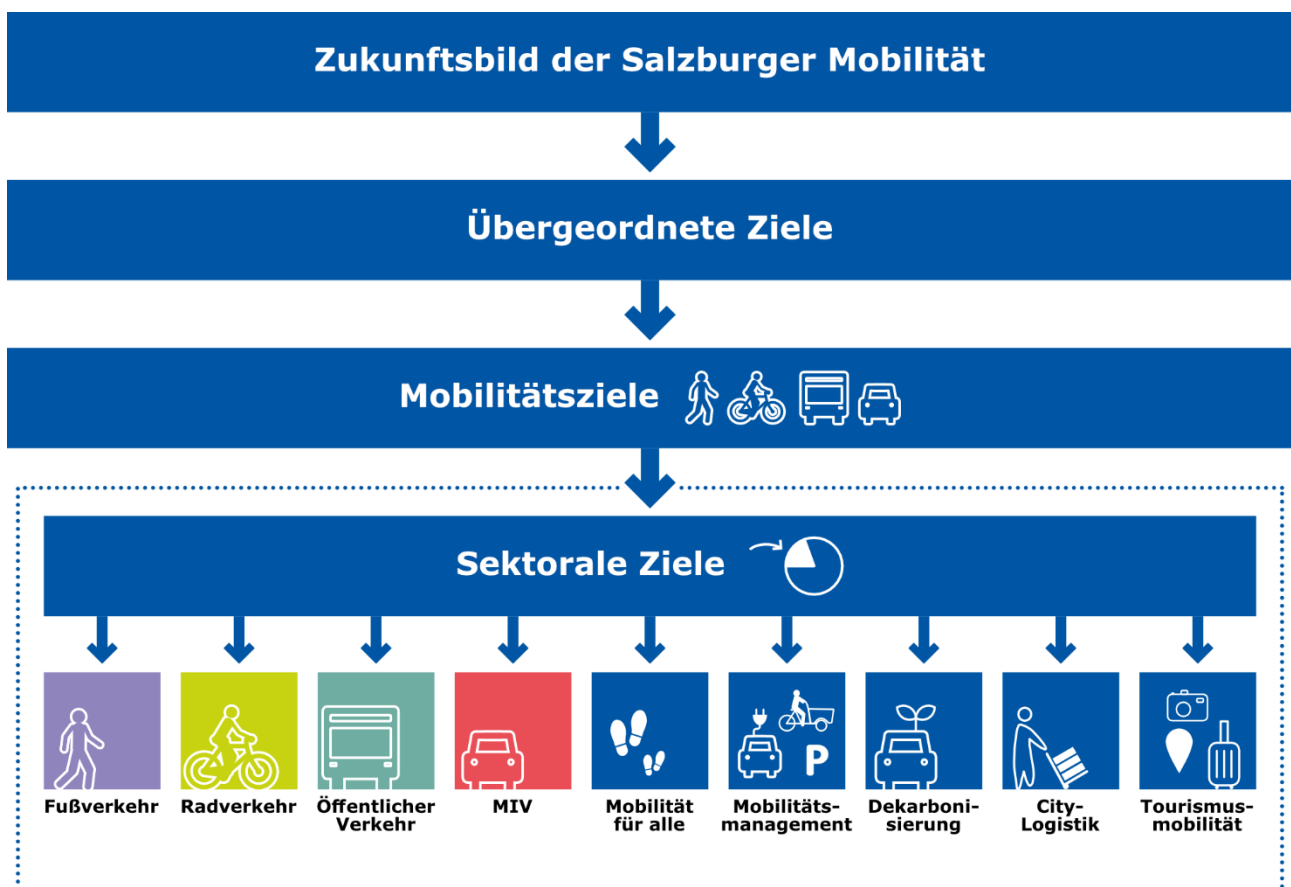 Zukunftsbild der Salzburger Mobilität
Übergeordnete Ziele
Mobilitätsziele
Sektorale Ziele
Fußverkehr
Radverkehr
Öffentlicher
Verkehr
MIV
Mobilität
für alle
P
Mobilitäts-
management
Dekarboni-
sierung
City-
Logistik
Tourismus-
mobilität